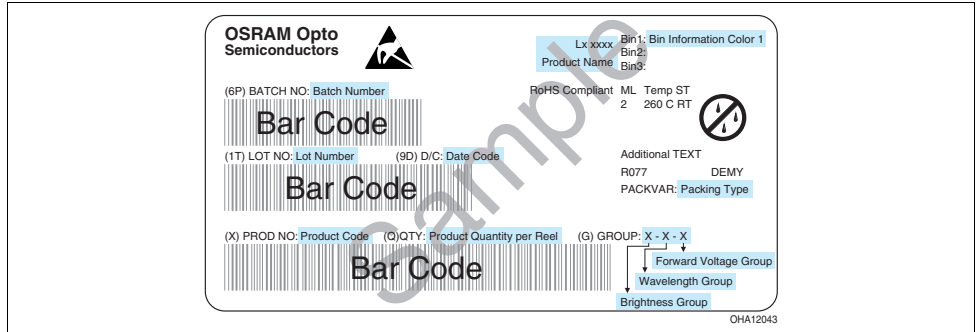 OSRAM Opto
Semiconductors
Lx xxxx
Product Name
Bin1: Bin Information Color 1
Bin2:
Bin3:
(6P) BATCH NO: Batch Number
Bar Code
RoHS Compliant ML Temp ST
2 260 C RT
(1T) LOT NO: Lot Number (9D) D/C: Date Code
Bar Code
Additional TEXT
R077 DEMY
PACKVAR: Packing Type
(X) PROD NO: Product Code (Q)QTY: Product Quantity per Reel (G) GROUP: X - X - X
Bar Code
Forward Voltage Group
Wavelength Group
Brightness Group
Sample
OHA12043